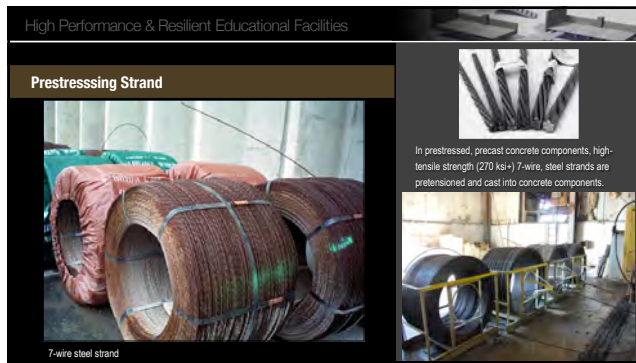 High Performance & Resilient Educational Facilities
Prestresssing Strand
In prestressed, precast concrete components, high-
tensile strength (270 ksi+) 7-wire, steel strands are
pretensioned and cast into concrete components.
7-wire steel strand